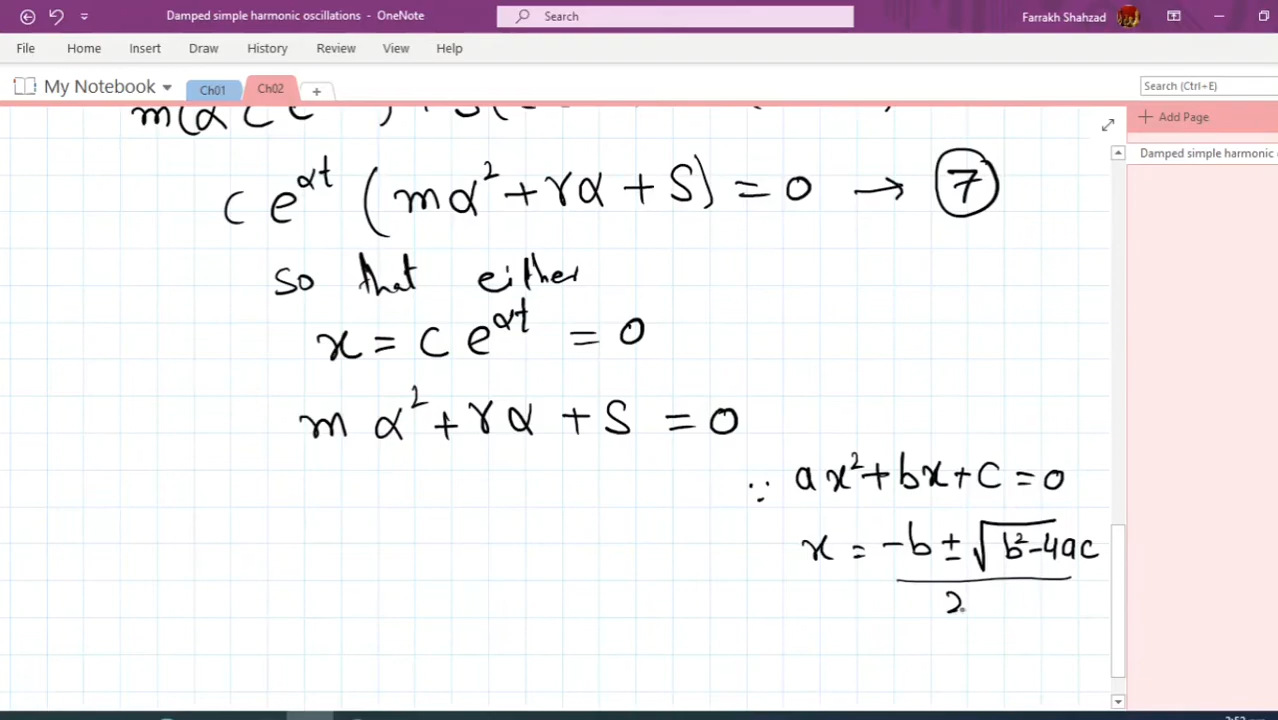 Damped simple harmonic oscillations - OneNote
Search
Farrakh Shahzad
File Home Insert Draw History Review View Help
My Notebook
Ch01
Ch02
+
Search (Ctrl+E)
+ Add Page
Damped simple harmonic
C e^{αt} (mα² + rα + S) = 0 → 7
so that either
x = C e^{αt} = 0
m α² + rα + S = 0
∵ ax² + bx + C = 0
x = -b ± √b² - 4ac
2